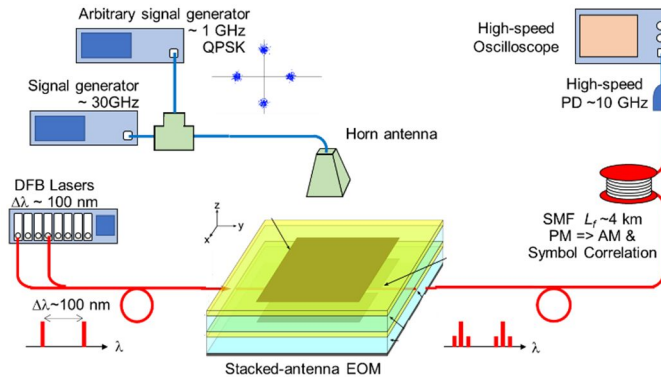 Arbitrary signal generator
~ 1 GHz
QPSK
Signal generator
~ 30GHz
Horn antenna
High-speed
Oscilloscope
High-speed
PD ~10 GHz
DFB Lasers
Δλ ~ 100 nm
z
y
x
SMF Lf ~4 km
PM => AM &
Symbol Correlation
Δλ~100 nm
λ
λ
Stacked-antenna EOM